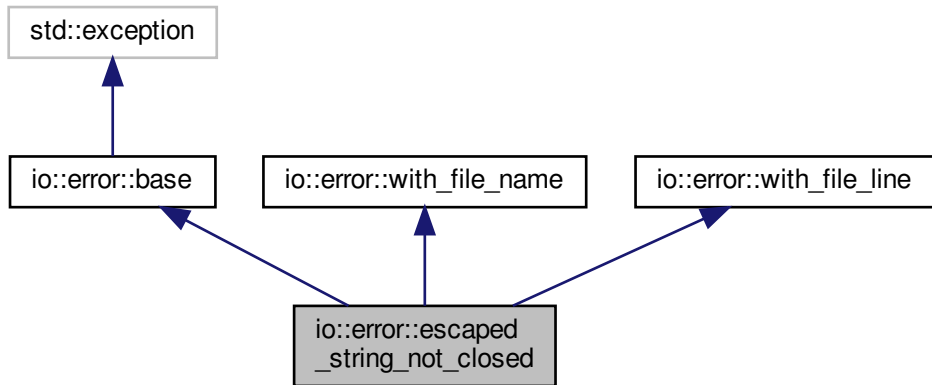 std::exception
io::error::base
io::error::with_file_name
io::error::with_file_line
io::error::escaped
_string_not_closed